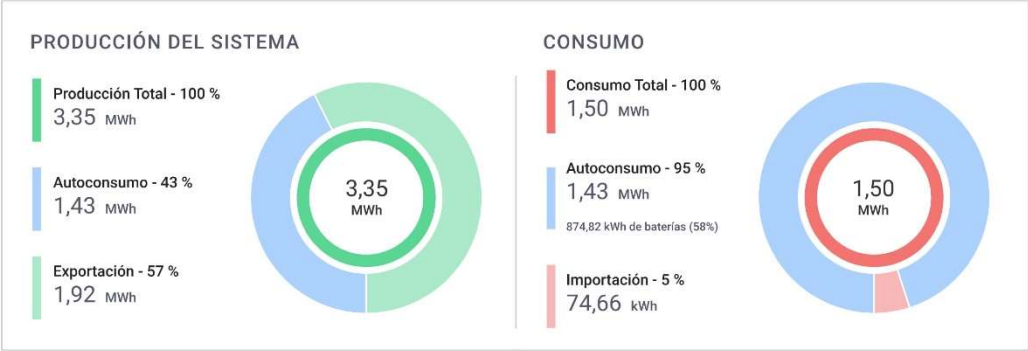 PRODUCCIÓN DEL SISTEMA
Producción Total - 100 %
3,35 MWh
Autoconsumo - 43 %
1,43 MWh
Exportación - 57 %
1,92 MWh
3,35
MWh
CONSUMO
Consumo Total - 100 %
1,50 MWh
Autoconsumo - 95 %
1,43 MWh
874,82 kWh de baterías (58%)
Importación - 5 %
74,66 kWh
1,50
MWh